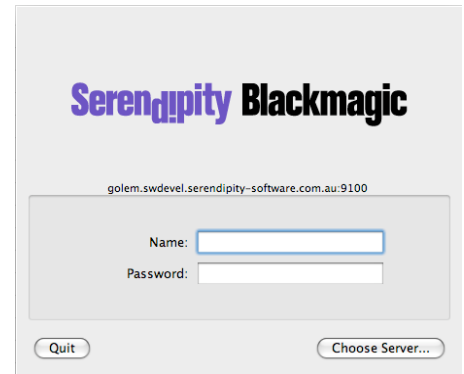 Serendipity Blackmagic
golem.swdevel.serendipity-software.com.au:9100
Name:
Password:
Quit
Choose Server...